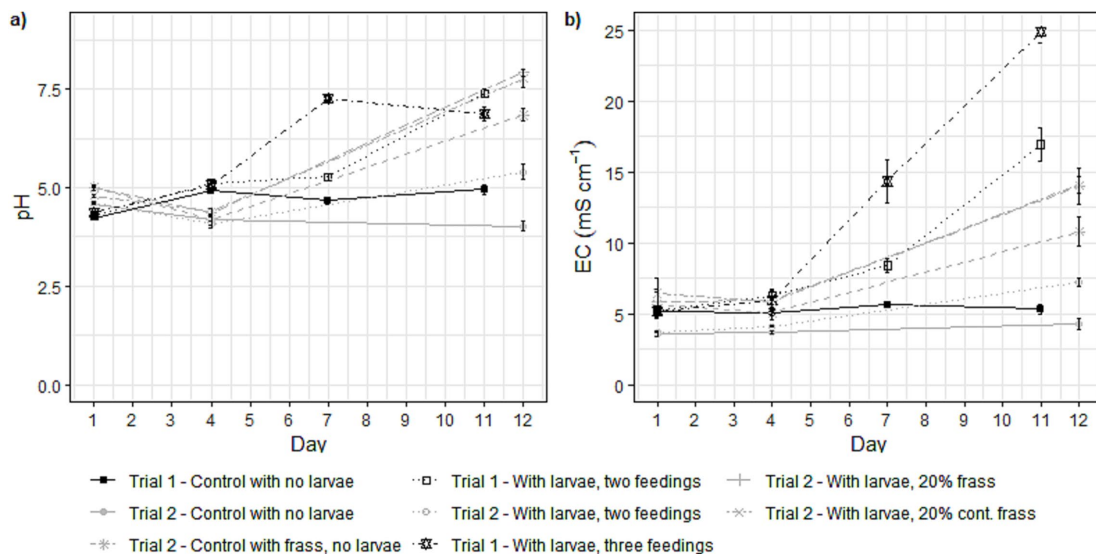 a)
b)
7.5
5.0
2.5
0.0
pH
1 2 3 4 5 6 7 8 9 10 11 12
Day
25
20
15
10
5
0
EC (mS cm⁻¹)
1 2 3 4 5 6 7 8 9 10 11 12
Day
Trial 1 - Control with no larvae
Trial 1 - With larvae, two feedings
Trial 2 - With larvae, 20% frass
Trial 2 - Control with no larvae
Trial 2 - With larvae, two feedings
Trial 2 - With larvae, 20% cont. frass
Trial 2 - Control with frass, no larvae
Trial 1 - With larvae, three feedings